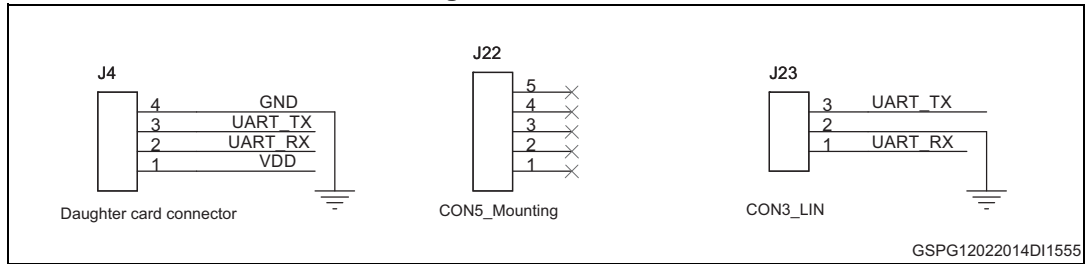 J4
4 GND
3 UART_TX
2 UART_RX
1 VDD
Daughter card connector
J22
5
4
3
2
1
CON5_Mounting
J23
3 UART_TX
2
1 UART_RX
CON3_LIN
GSPG12022014DI1555